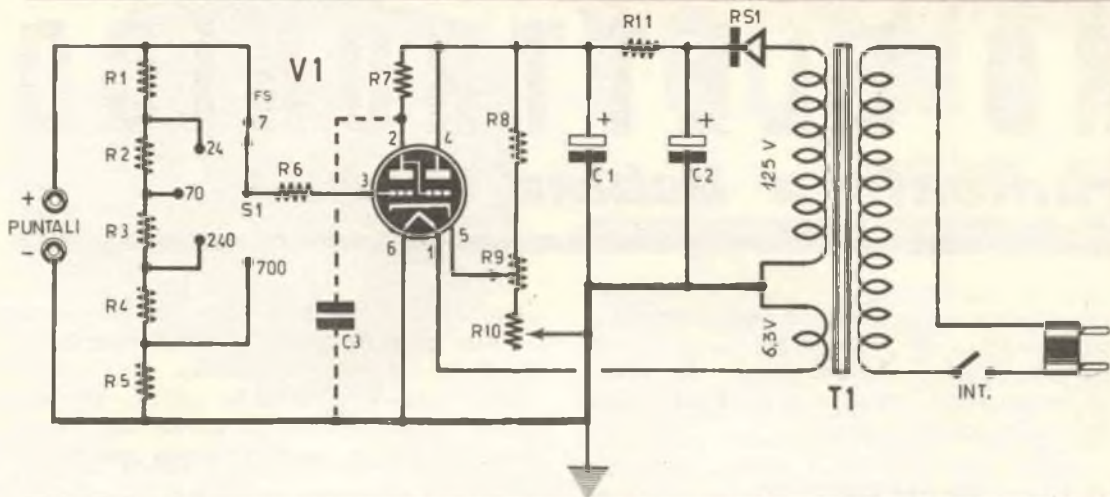 R1
R2
R3
R4
R5
+
PUNTALI
-
FS
7
24
70
240
700
S1
R6
V1
R7
2
4
3
6
1
5
C3
R8
R9
R10
R11
RS1
+
C1
+
C2
125 V
6,3V
T1
INT.